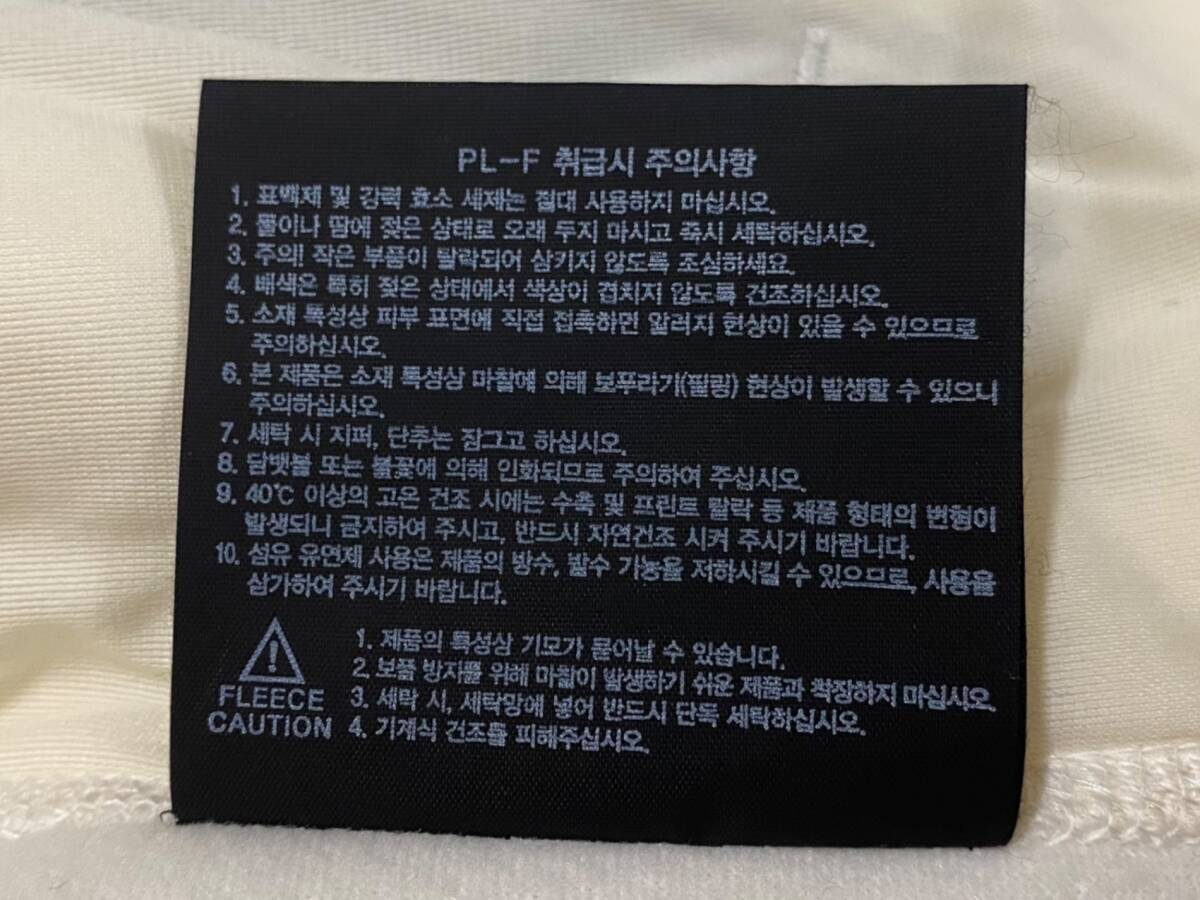 PL-F 취급시 주의사항
1. 표백제 및 강력 효소 세제는 절대 사용하지 마십시오.
2. 물이나 땀에 젖은 상태로 오래 두지 마시고 즉시 세탁하십시오.
3. 주의! 작은 부품이 탈락되어 삼키지 않도록 조심하세요.
4. 배색은 특히 젖은 상태에서 색상이 겹치지 않도록 건조하십시오.
5. 소재 특성상 피부 표면에 직접 접촉하면 알러지 현상이 있을 수 있으므로
주의하십시오.
6. 본 제품은 소재 특성상 마찰에 의해 보푸라기(필링) 현상이 발생할 수 있으니
주의하십시오.
7. 세탁 시 지퍼, 단추는 잠그고 하십시오.
8. 담뱃불 또는 불꽃에 의해 인화되므로 주의하여 주십시오.
9. 40℃ 이상의 고온 건조 시에는 수축 및 프린트 탈락 등 제품 형태의 변형이
발생되니 금지하여 주시고, 반드시 자연건조 시켜 주시기 바랍니다.
10. 섬유 유연제 사용은 제품의 방수, 발수 기능을 저하시킬 수 있으므로, 사용을
삼가하여 주시기 바랍니다.
1. 제품의 특성상 기모가 묻어날 수 있습니다.
2. 보풀 방지를 위해 마찰이 발생하기 쉬운 제품과 착장하지 마십시오.
3. 세탁 시, 세탁망에 넣어 반드시 단독 세탁하십시오.
4. 기계식 건조를 피해주십시오.
FLEECE
CAUTION